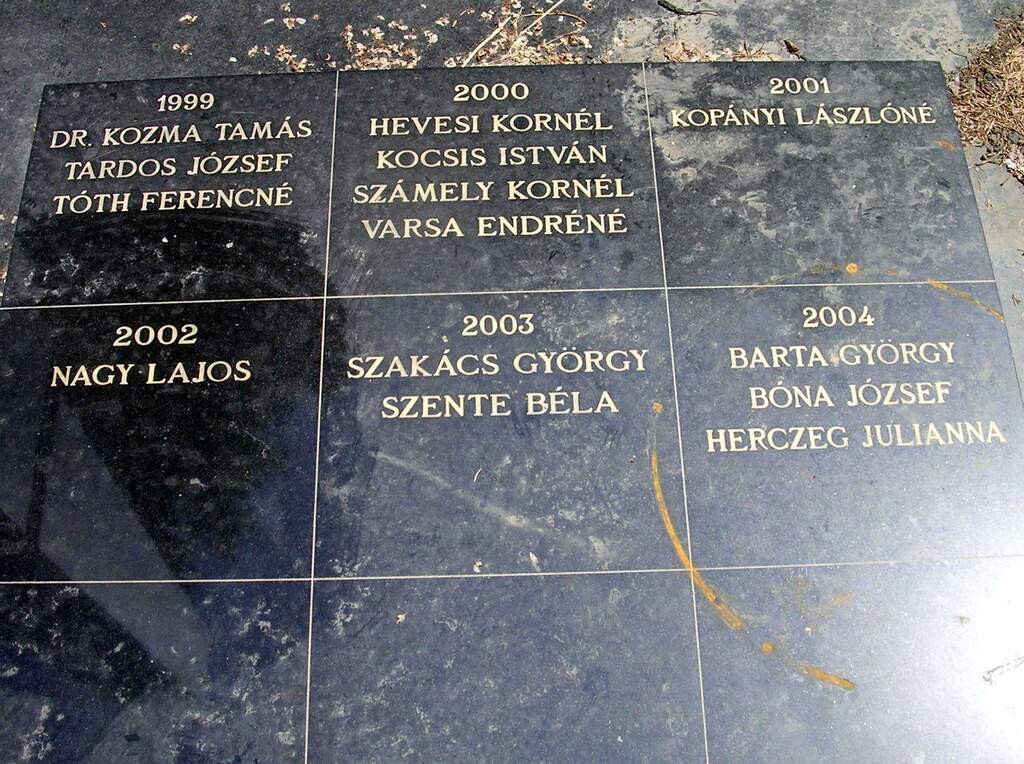 1999
DR. KOZMA TAMÁS
TARDOS JÓZSEF
TÓTH FERENCNÉ
2000
HEVESI KORNÉL
KOCSIS ISTVÁN
SZÁMELY KORNÉL
VARSA ENDRÉNÉ
2001
KOPÁNYI LÁSZLÓNÉ
2002
NAGY LAJOS
2003
SZAKÁCS GYÖRGY
SZENTE BÉLA
2004
BARTA GYÖRGY
BÓNA JÓZSEF
HERCZEG JULIANNA